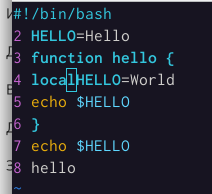 #!/bin/bash
2 HELLO=Hello
3 function hello {
4 local HELLO=World
5 echo $HELLO
6 }
7 echo $HELLO
8 hello
~